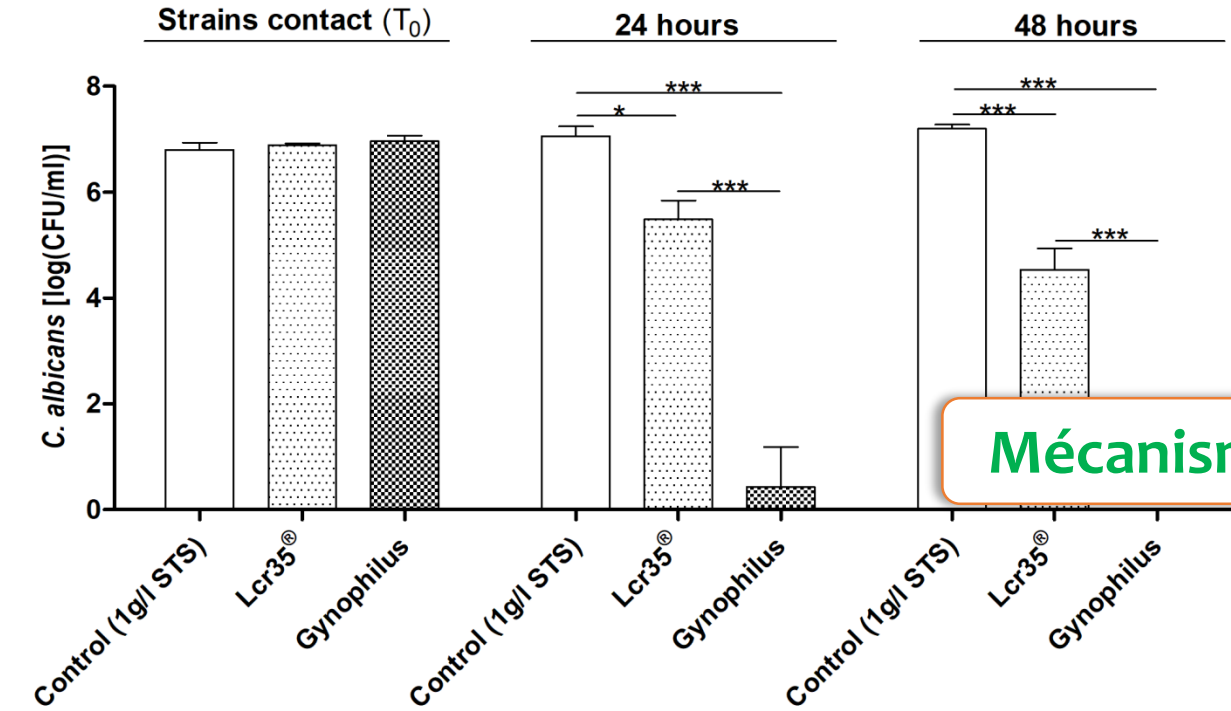 Strains contact (T₀)
24 hours
48 hours
C. albicans [log(CFU/ml)]
8
6
4
2
0
***
*
***
***
***
***
Control (1g/l STS)
Lcr35®
Gynophilus
Control (1g/l STS)
Lcr35®
Gynophilus
Control (1g/l STS)
Lcr35®
Gynophilus